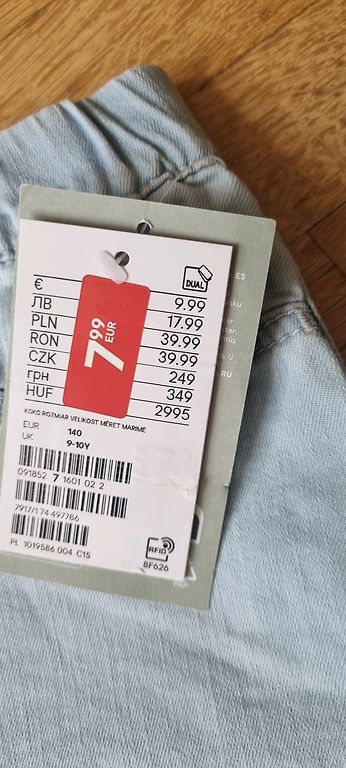 DUAL
€ 9.99
ЛВ 17.99
PLN 39.99
RON 39.99
CZK 249
грн 349
HUF 2995
7.99 EUR
KOKO ROZMIAR VELIKOST MÉRET MARIME
EUR 140
UK 9-10Y
091852 7 1601 02 2
7917/174 497786
PL 1019586 004 C15
RFID
BF626
ES
RU